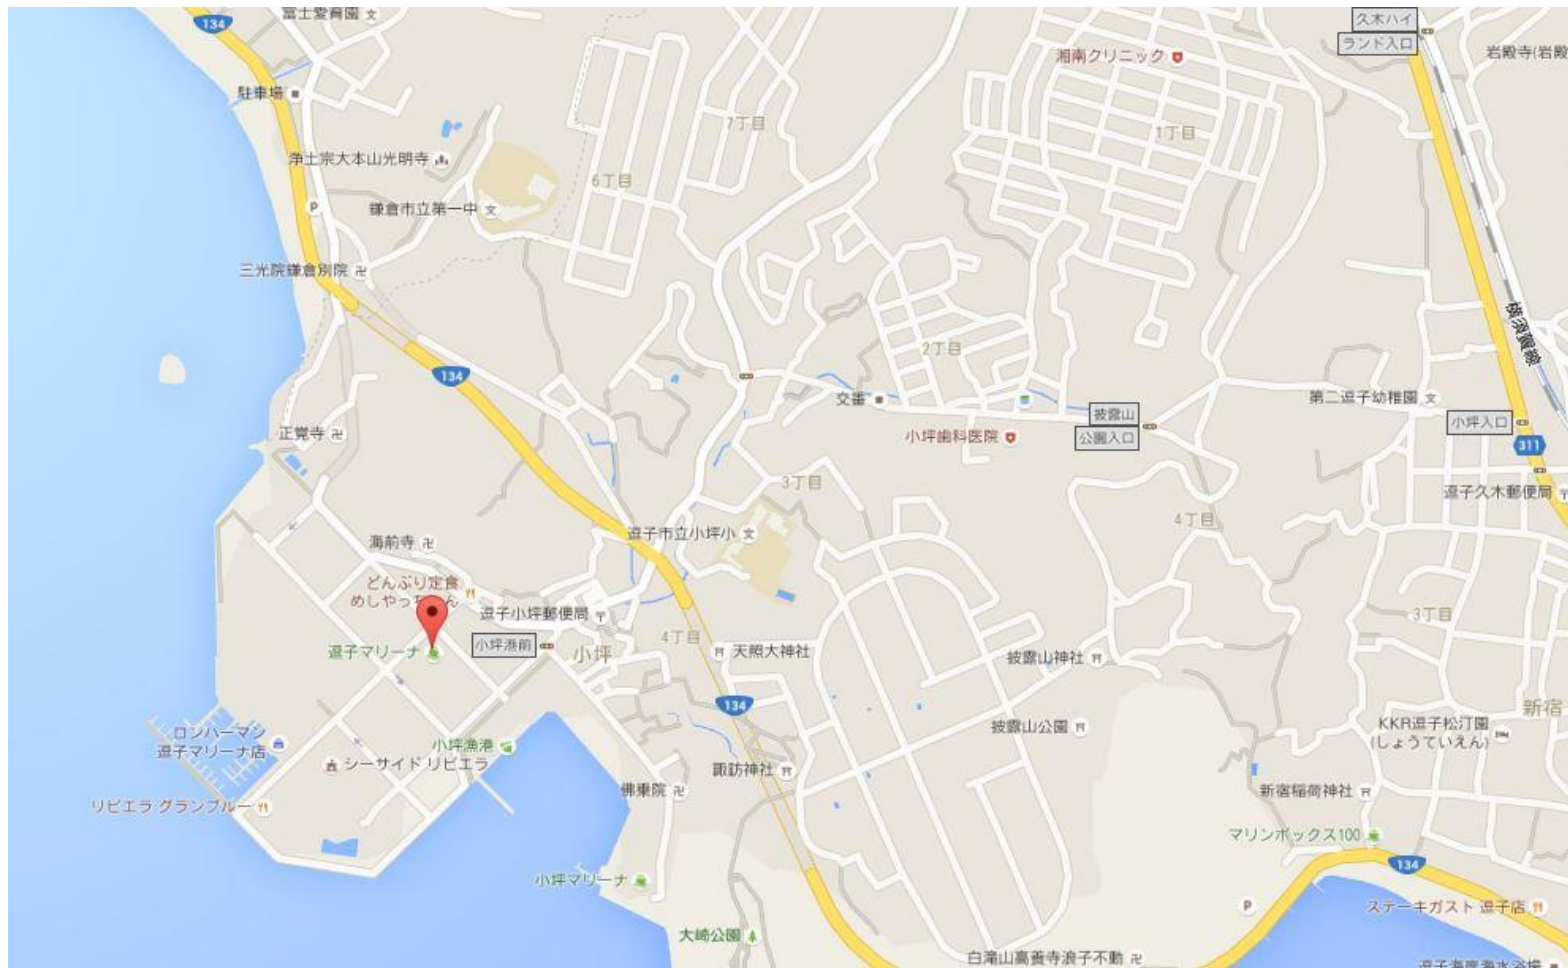 久木ハイ
ランド入口
134
富士愛育園
湘南クリニック
岩殿寺(岩殿
駐車場
7丁目
1丁目
浄土宗大本山光明寺
6丁目
P
鎌倉市立第一中
三光院鎌倉別院
横須賀線
2丁目
134
交番
披露山
公園入口
第二逗子幼稚園
小坪入口
正覚寺
小坪歯科医院
311
3丁目
逗子久木郵便局
4丁目
逗子市立小坪小
海前寺
どんぶり定食
めしやっちゃん
逗子小坪郵便局
3丁目
4丁目
逗子マリーナ
小坪港前
小坪
天照大神社
披露山神社
新宿
134
ロンハーマン
逗子マリーナ店
小坪漁港
シーサイド リビエラ
披露山公園
KKR逗子松汀園
(しょうていえん)
諏訪神社
佛乗院
新宿稲荷神社
リビエラ グランブルー
マリンボックス100
134
小坪マリーナ
P
ステーキガスト 逗子店
大崎公園
白滝山高養寺浪子不動
逗子海岸海水浴場